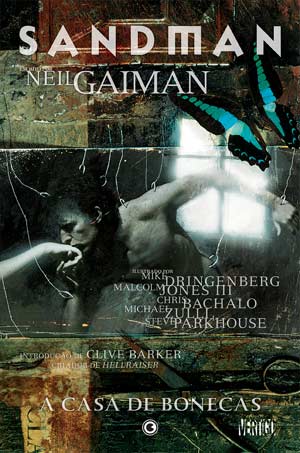 SANDMAN
NEIL GAIMAN
ILUSTRADO POR
MIKE DRINGENBERG
MALCOLM JONES III
CHRIS BACHALO
MICHAEL ZULLI
STEVE PARKHOUSE
INTRODUÇÃO DE CLIVE BARKER
CRIADOR DE HELLRAISER
A CASA DE BONECAS
VERTIGO